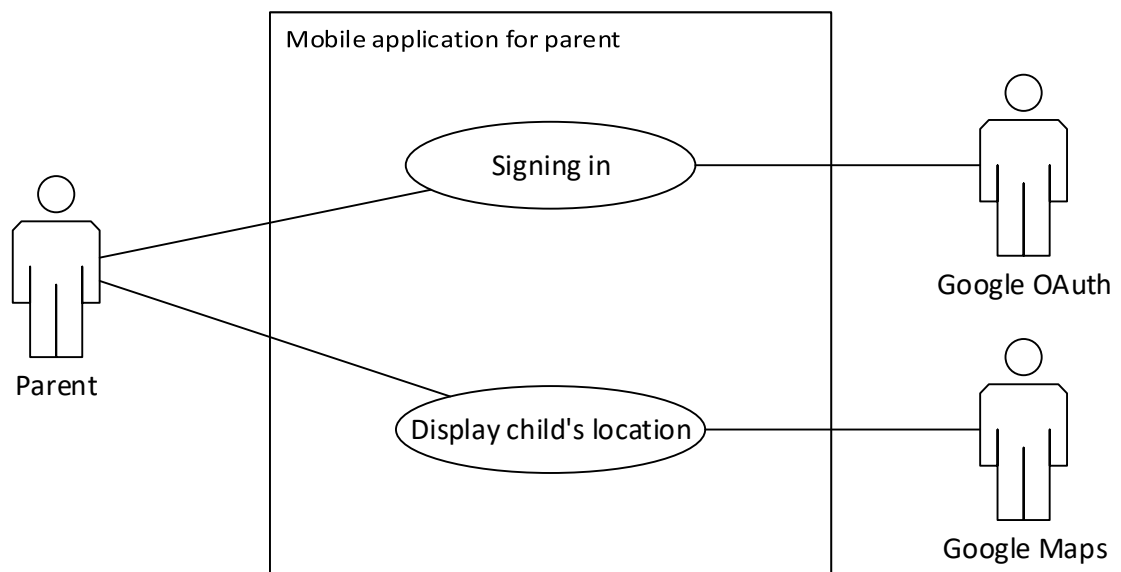 Mobile application for parent
Signing in
Google OAuth
Parent
Display child's location
Google Maps